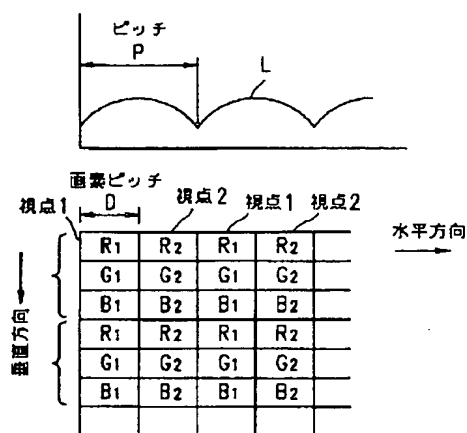 ピッチ
P
L
画素ピッチ
D
視点1
視点2
視点1
視点2
水平方向
垂直方向
R1 R2 R1 R2
G1 G2 G1 G2
B1 B2 B1 B2
R1 R2 R1 R2
G1 G2 G1 G2
B1 B2 B1 B2